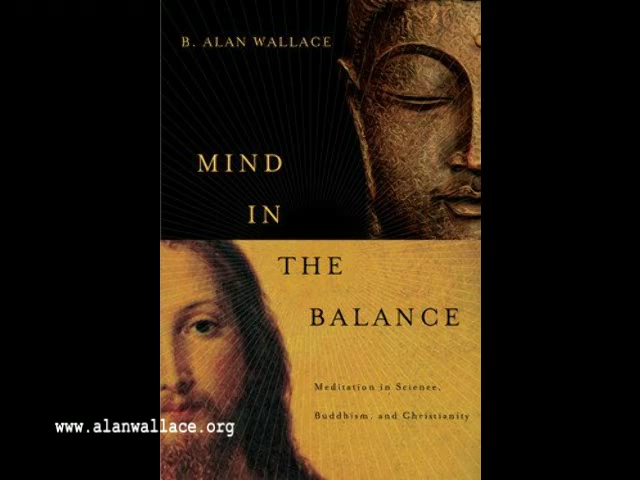 B. ALAN WALLACE
MIND
IN
THE
BALANCE
Meditation in Science,
Buddhism, and Christianity
www.alanwallace.org